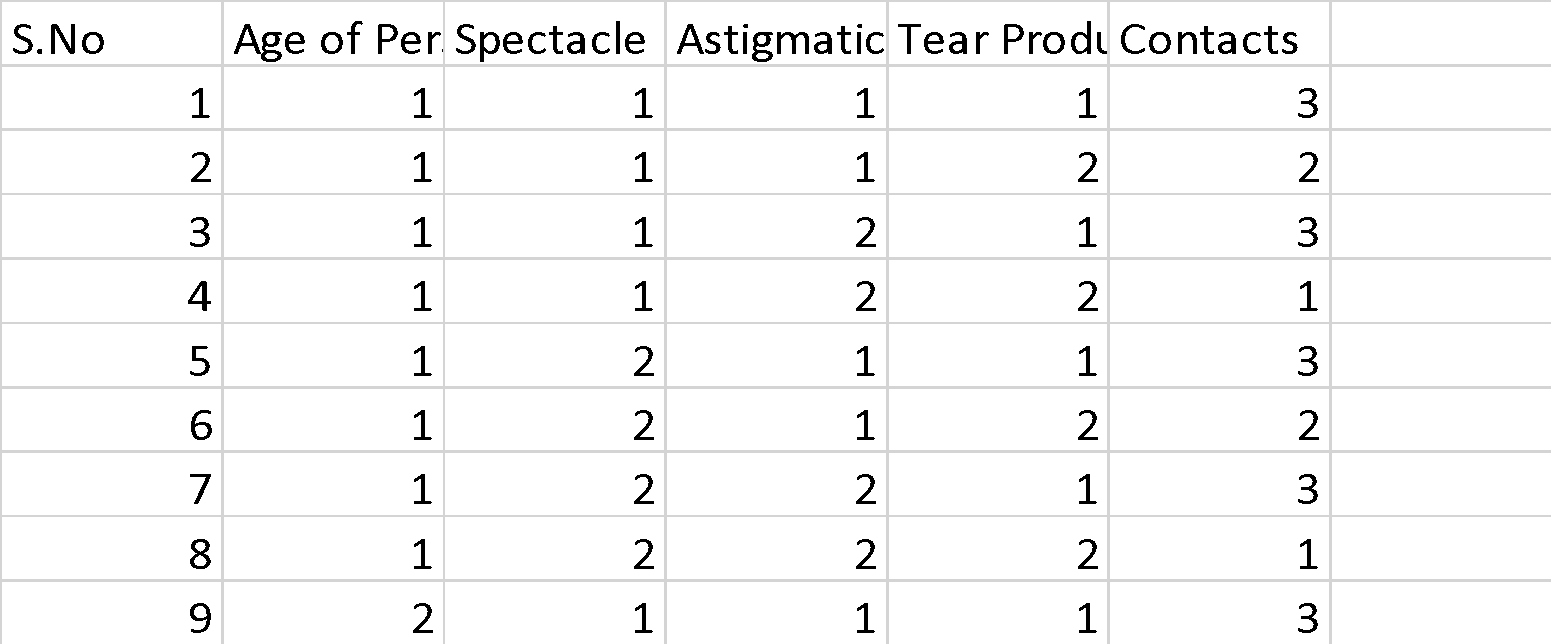 S.No Age of Per. Spectacle Astigmatic Tear Produ Contacts
1 1 1 1 1 3
2 1 1 1 2 2
3 1 1 2 1 3
4 1 1 2 2 1
5 1 2 1 1 3
6 1 2 1 2 2
7 1 2 2 1 3
8 1 2 2 2 1
9 2 1 1 1 3